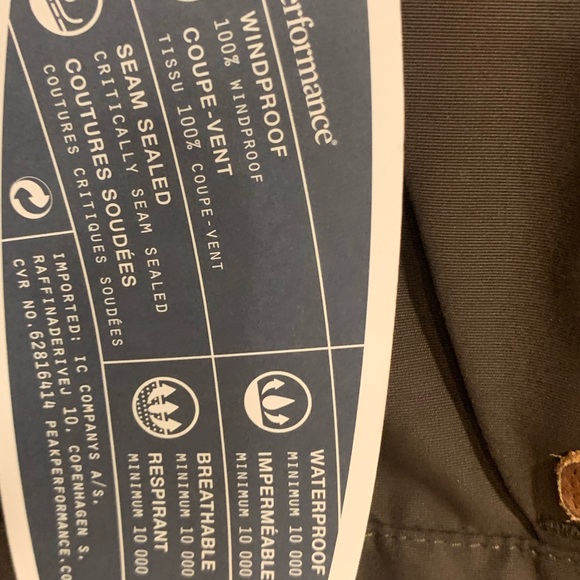 erformance®
WINDPROOF
100% WINDPROOF
COUPE-VENT
TISSU 100% COUPE-VENT
SEAM SEALED
CRITICALLY SEAM SEALED
COUTURES SOUDÉES
COUTURES CRITIQUES SOUDÉES
WATERPROOF
MINIMUM 10 000
IMPERMÉABLE
MINIMUM 10 000
BREATHABLE
MINIMUM 10 000
RESPIRANT
MINIMUM 10 000
IMPORTED: IC COMPANYS A/S.
RAFFINADERIVEJ 10, COPENHAGEN S.
CVR NO.62816414 PEAKPERFORMANCE.CO